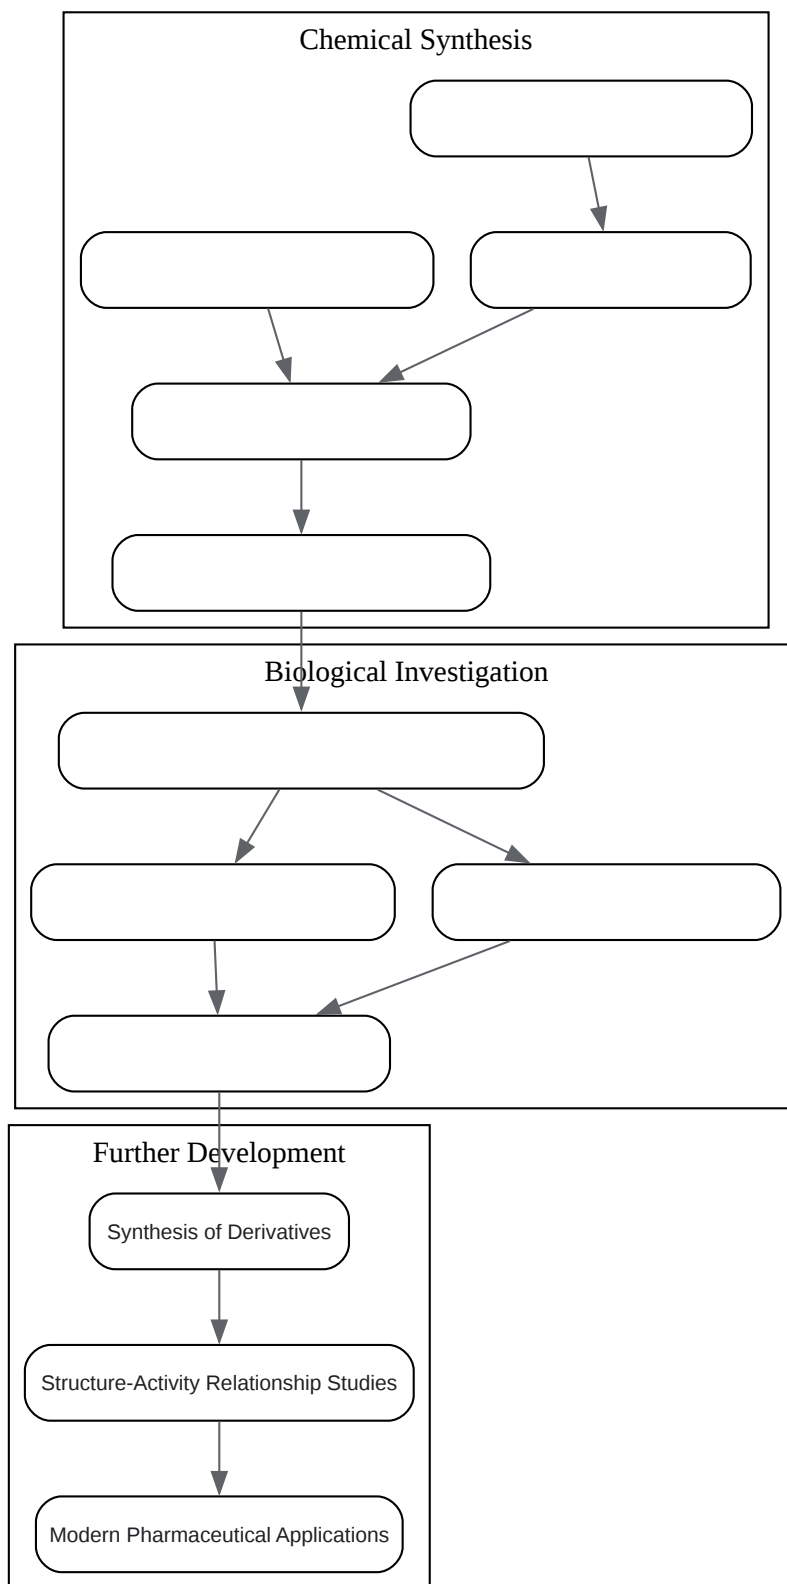 Chemical Synthesis
Biological Investigation
Further Development
Synthesis of Derivatives
Structure-Activity Relationship Studies
Modern Pharmaceutical Applications